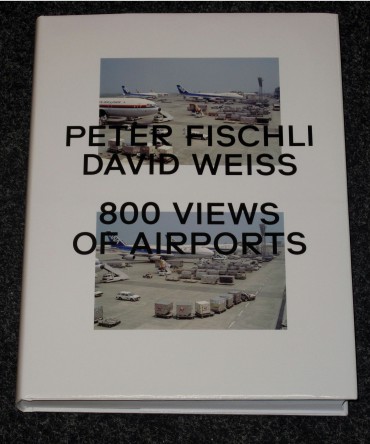 PETER FISCHLI
DAVID WEISS
800 VIEWS
OF AIRPORTS